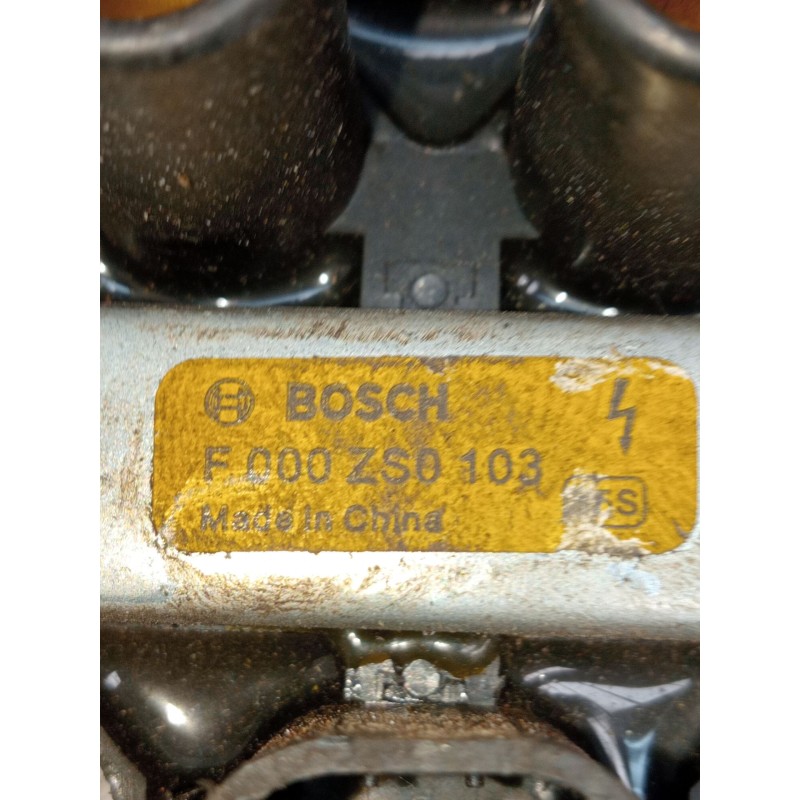 BOSCH
F 000 ZS0 103
Made in China